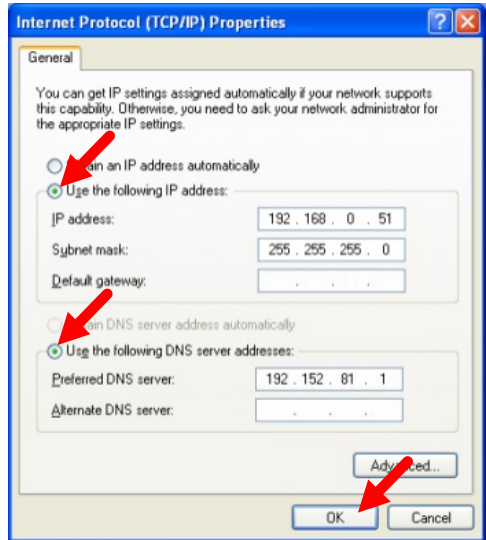 Internet Protocol (TCP/IP) Properties
General
You can get IP settings assigned automatically if your network supports
this capability. Otherwise, you need to ask your network administrator for
the appropriate IP settings.
an IP address automatically
Use the following IP address:
IP address: 192 . 168 . 0 . 51
Subnet mask: 255 . 255 . 255 . 0
Default gateway: . . .
DNS server address automatically
Use the following DNS server addresses:
Preferred DNS server: 192 . 152 . 81 . 1
Alternate DNS server: . . .
Advanced...
OK Cancel